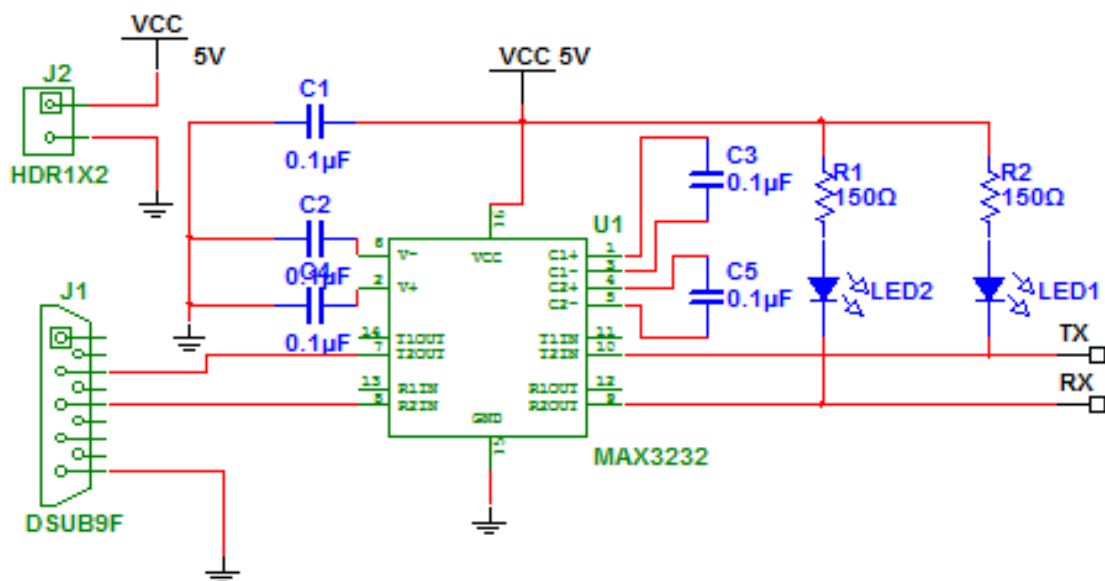 VCC
5V
J2
HDR1X2
VCC 5V
C1
0.1µF
C2
0.1µF
C4
0.1µF
C3
0.1µF
C5
0.1µF
R1
150Ω
R2
150Ω
LED2
LED1
TX
RX
U1
MAX3232
16
VCC
6
V-
2
V+
14
T1OUT
7
T2OUT
13
R1IN
8
R2IN
1
C1+
C1-
4
C2+
5
C2-
11
T1IN
10
T2IN
12
R1OUT
9
R2OUT
GND
15
J1
DSUB9F